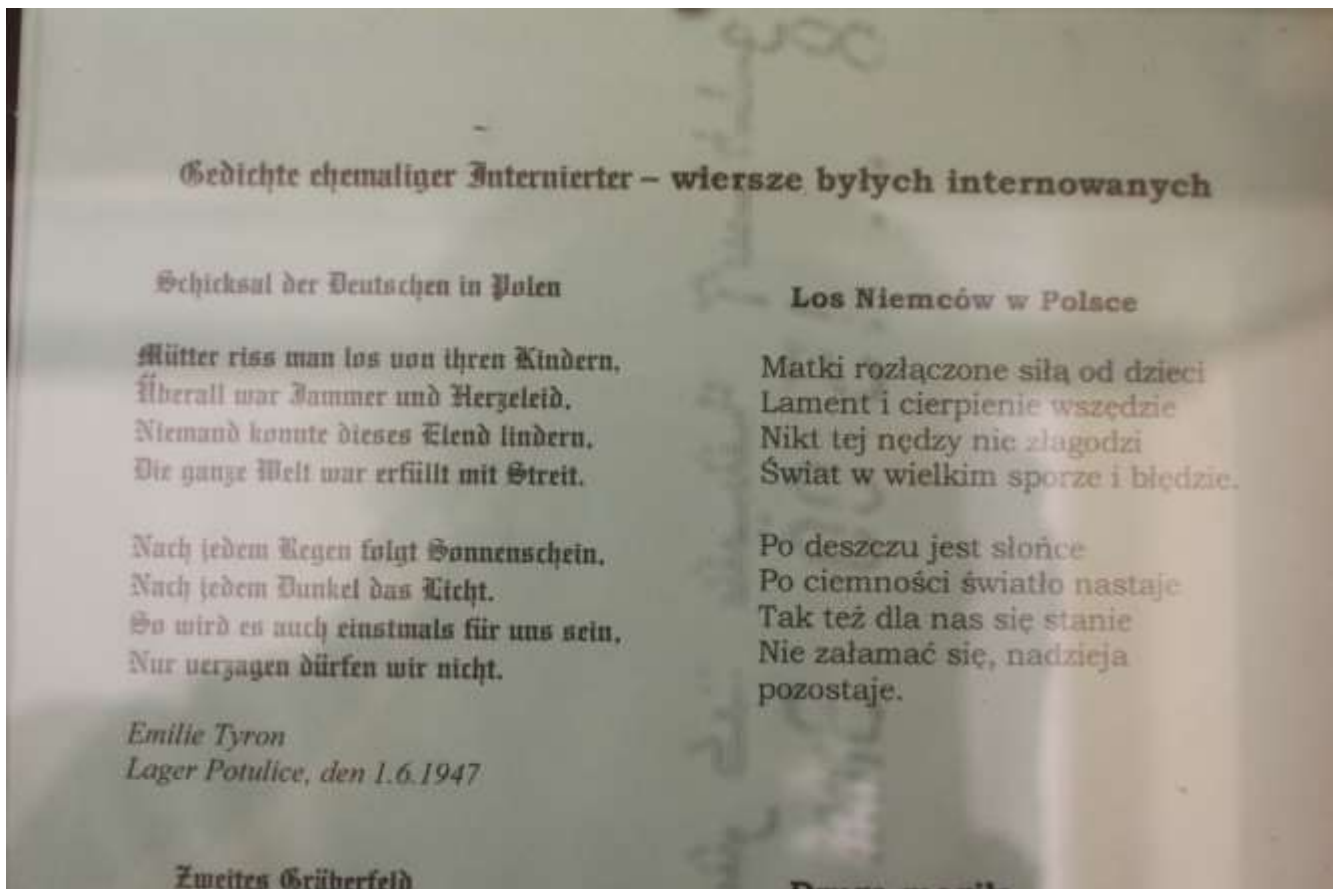 Gedichte ehemaliger Internierter – wiersze byłych internowanych
Schicksal der Deutschen in Polen
Mütter riss man los von ihren Kindern,
Überall war Jammer und Herzeleid,
Niemand konnte dieses Elend lindern,
Die ganze Welt war erfüllt mit Streit.
Nach jedem Regen folgt Sonnenschein,
Nach jedem Dunkel das Licht.
So wird es auch einstmals für uns sein,
Nur verzagen dürfen wir nicht.
Emilie Tyron
Lager Potulice, den 1.6.1947
Zweites Gräberfeld
Los Niemców w Polsce
Matki rozłączone siłą od dzieci
Lament i cierpienie wszędzie
Nikt tej nędzy nie złagodzi
Świat w wielkim sporze i błędzie.
Po deszczu jest słońce
Po ciemności światło nastaje
Tak też dla nas się stanie
Nie załamać się, nadzieja
pozostaje.